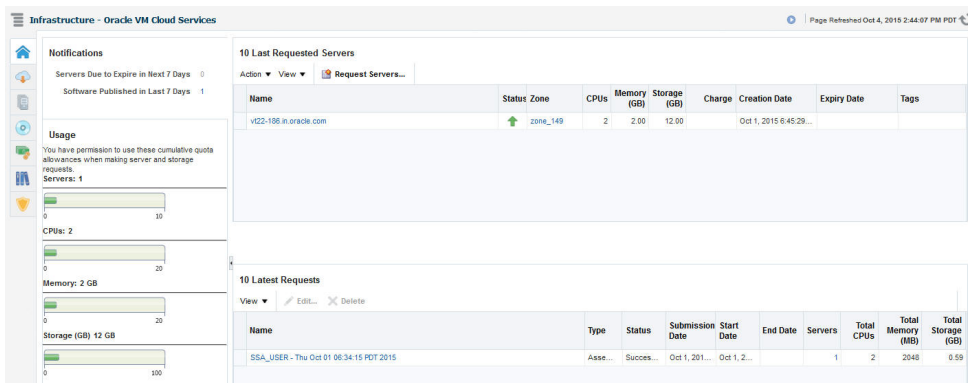 Infrastructure - Oracle VM Cloud Services
Page Refreshed Oct 4, 2015 2:44:07 PM PDT
Notifications
Servers Due to Expire in Next 7 Days 0
Software Published in Last 7 Days 1
Usage
You have permission to use these cumulative quota
allowances when making server and storage
requests.
Servers: 1
0 10
CPUs: 2
0 20
Memory: 2 GB
0 20
Storage (GB) 12 GB
0 100
10 Last Requested Servers
Action ▼ View ▼ Request Servers...
Name Status Zone CPUs Memory (GB) Storage (GB) Charge Creation Date Expiry Date Tags
vt22-186.in.oracle.com zone_149 2 2.00 12.00 Oct 1, 2015 6:45:29...
10 Latest Requests
View ▼ Edit... Delete
Name Type Status Submission Date Start Date End Date Servers Total CPUs Total Memory (MB) Total Storage (GB)
SSA_USER - Thu Oct 01 06:34:15 PDT 2015 Asse... Succes... Oct 1, 201... Oct 1, 2... 1 2 2048 0.59